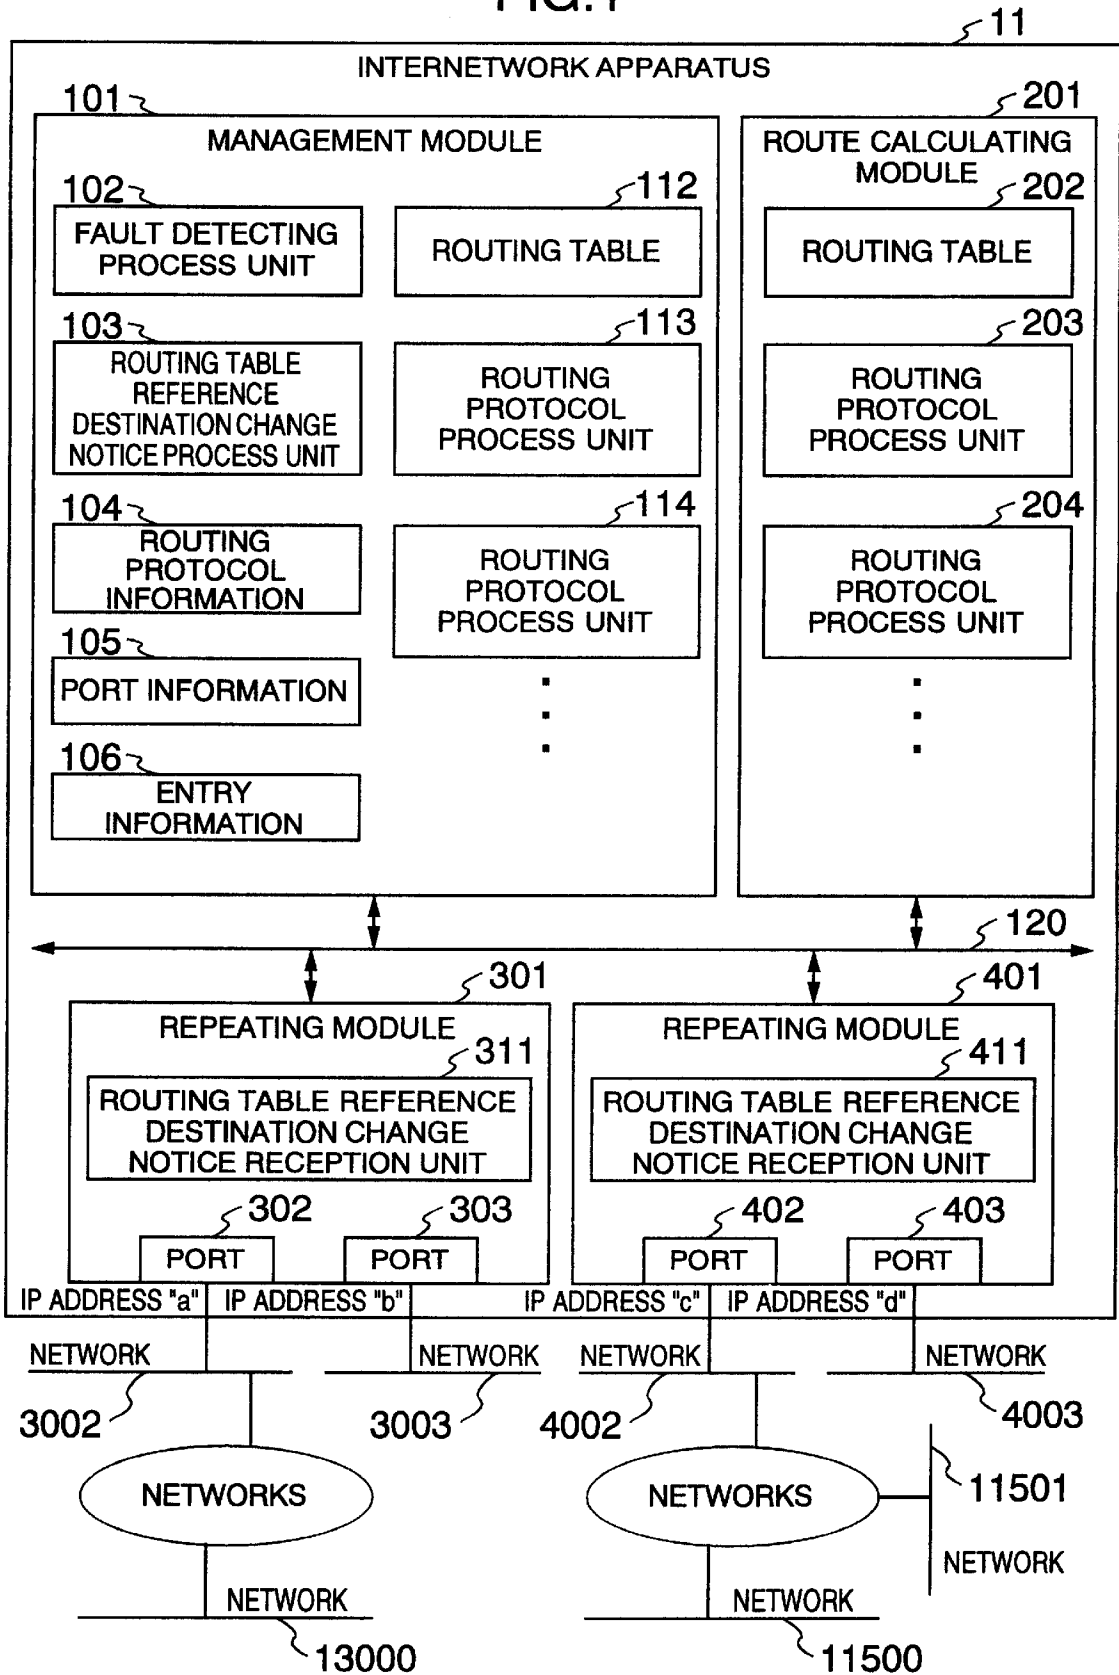 FIG.1
11
INTERNETWORK APPARATUS
101
MANAGEMENT MODULE
102
FAULT DETECTING
PROCESS UNIT
103
ROUTING TABLE
REFERENCE
DESTINATION CHANGE
NOTICE PROCESS UNIT
104
ROUTING
PROTOCOL
INFORMATION
105
PORT INFORMATION
106
ENTRY
INFORMATION
112
ROUTING TABLE
113
ROUTING
PROTOCOL
PROCESS UNIT
114
ROUTING
PROTOCOL
PROCESS UNIT
201
ROUTE CALCULATING
MODULE
202
ROUTING TABLE
203
ROUTING
PROTOCOL
PROCESS UNIT
204
ROUTING
PROTOCOL
PROCESS UNIT
120
301
REPEATING MODULE
311
ROUTING TABLE REFERENCE
DESTINATION CHANGE
NOTICE RECEPTION UNIT
302
PORT
303
PORT
401
REPEATING MODULE
411
ROUTING TABLE REFERENCE
DESTINATION CHANGE
NOTICE RECEPTION UNIT
402
PORT
403
PORT
IP ADDRESS "a"
IP ADDRESS "b"
IP ADDRESS "c"
IP ADDRESS "d"
NETWORK
3002
NETWORK
3003
NETWORK
4002
NETWORK
4003
NETWORKS
NETWORKS
11501
NETWORK
NETWORK
13000
NETWORK
11500